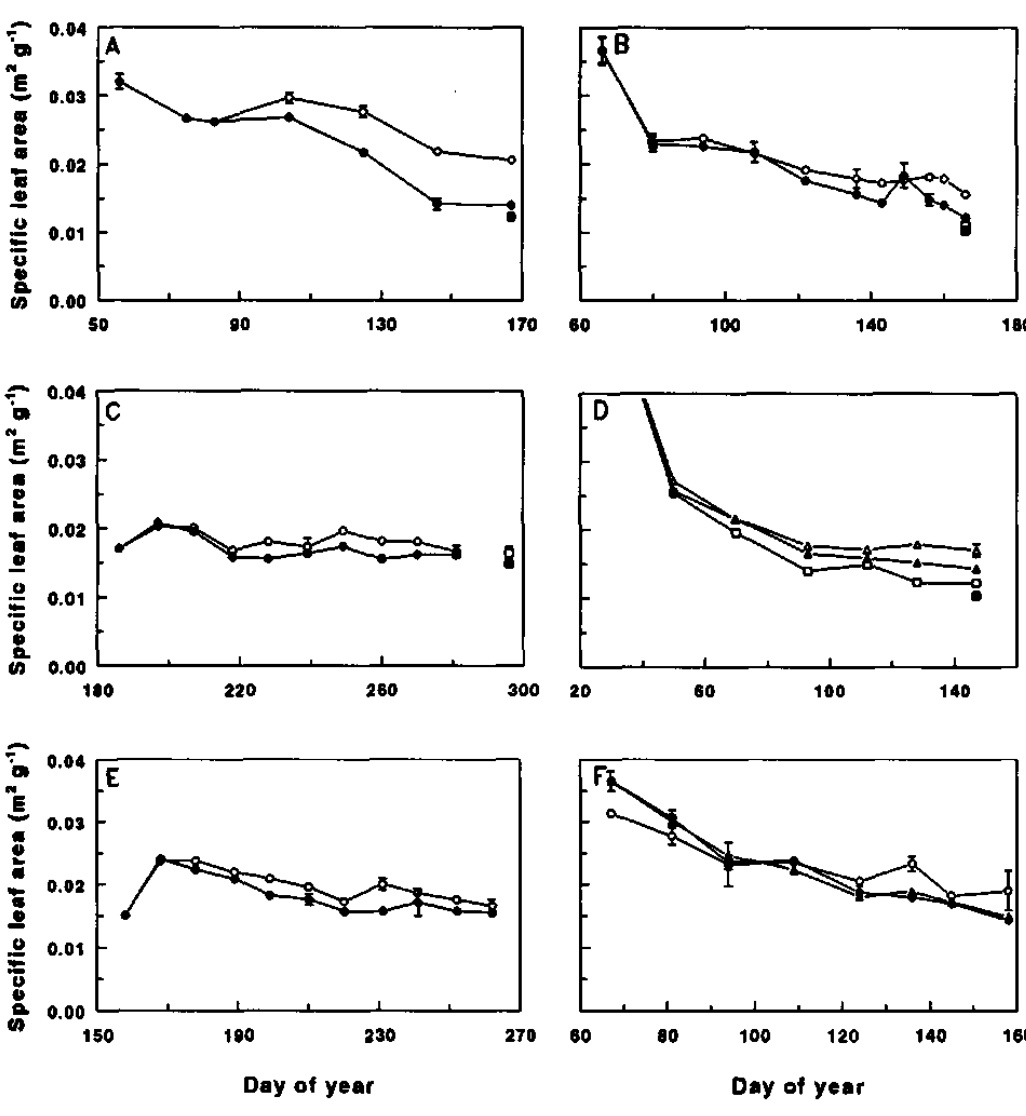 A
B
Specific leaf area (m² g⁻¹)
0.04
0.03
0.02
0.01
0.00
50 90 130 170
60 100 140 180
C
D
Specific leaf area (m² g⁻¹)
0.04
0.03
0.02
0.01
0.00
180 220 260 300
20 60 100 140
E
F
Specific leaf area (m² g⁻¹)
0.04
0.03
0.02
0.01
0.00
150 190 230 270
60 80 100 120 140 160
Day of year
Day of year